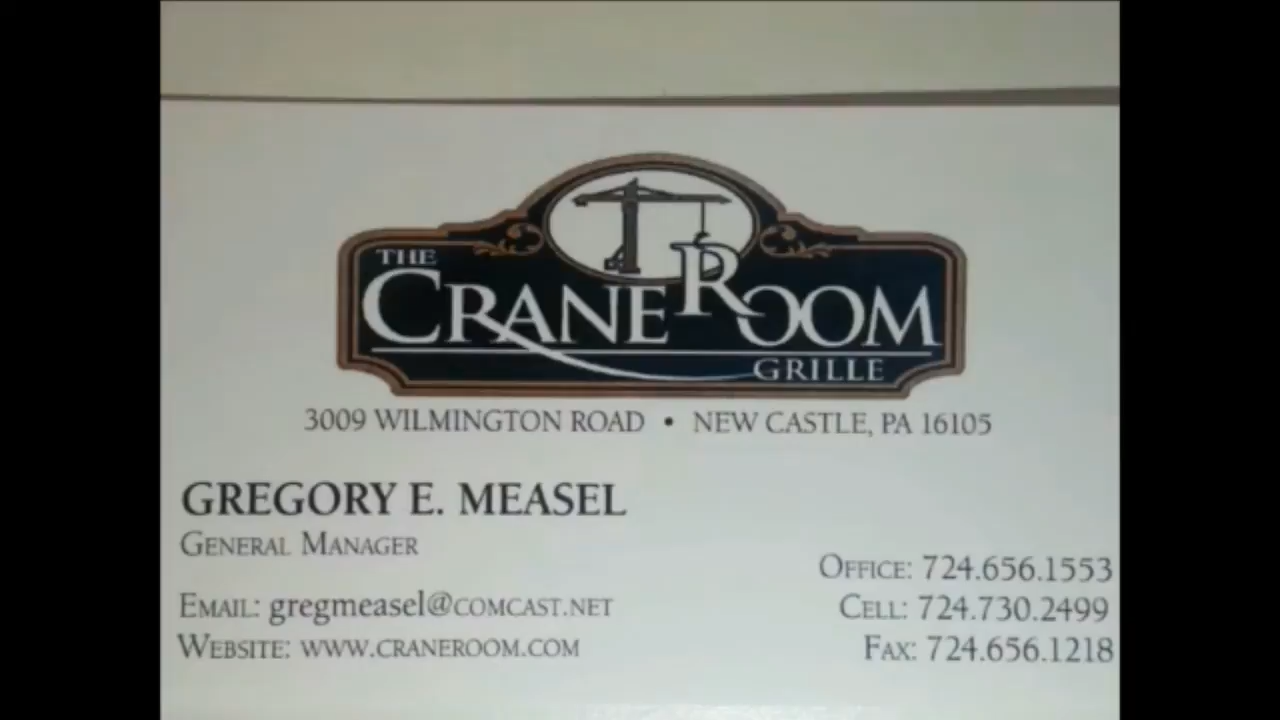 THE
CRANE ROOM
GRILLE
3009 WILMINGTON ROAD • NEW CASTLE, PA 16105
GREGORY E. MEASEL
GENERAL MANAGER
EMAIL: gregmeasel@COMCAST.NET
WEBSITE: WWW.CRANEROOM.COM
OFFICE: 724.656.1553
CELL: 724.730.2499
FAX: 724.656.1218